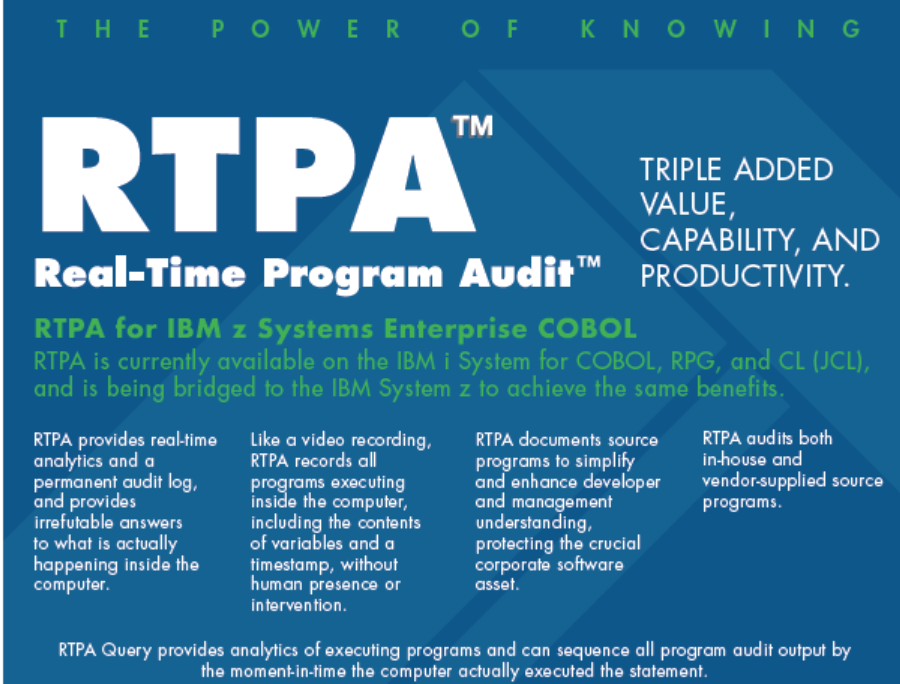 THE POWER OF KNOWING
RTPA™
Real-Time Program Audit™
TRIPLE ADDED
VALUE,
CAPABILITY, AND
PRODUCTIVITY.
RTPA for IBM z Systems Enterprise COBOL
RTPA is currently available on the IBM i System for COBOL, RPG, and CL (JCL),
and is being bridged to the IBM System z to achieve the same benefits.
RTPA provides real-time
analytics and a
permanent audit log,
and provides
irrefutable answers
to what is actually
happening inside the
computer.
Like a video recording,
RTPA records all
programs executing
inside the computer,
including the contents
of variables and a
timestamp, without
human presence or
intervention.
RTPA documents source
programs to simplify
and enhance developer
and management
understanding,
protecting the crucial
corporate software
asset.
RTPA audits both
in-house and
vendor-supplied source
programs.
RTPA Query provides analytics of executing programs and can sequence all program audit output by
the moment-in-time the computer actually executed the statement.